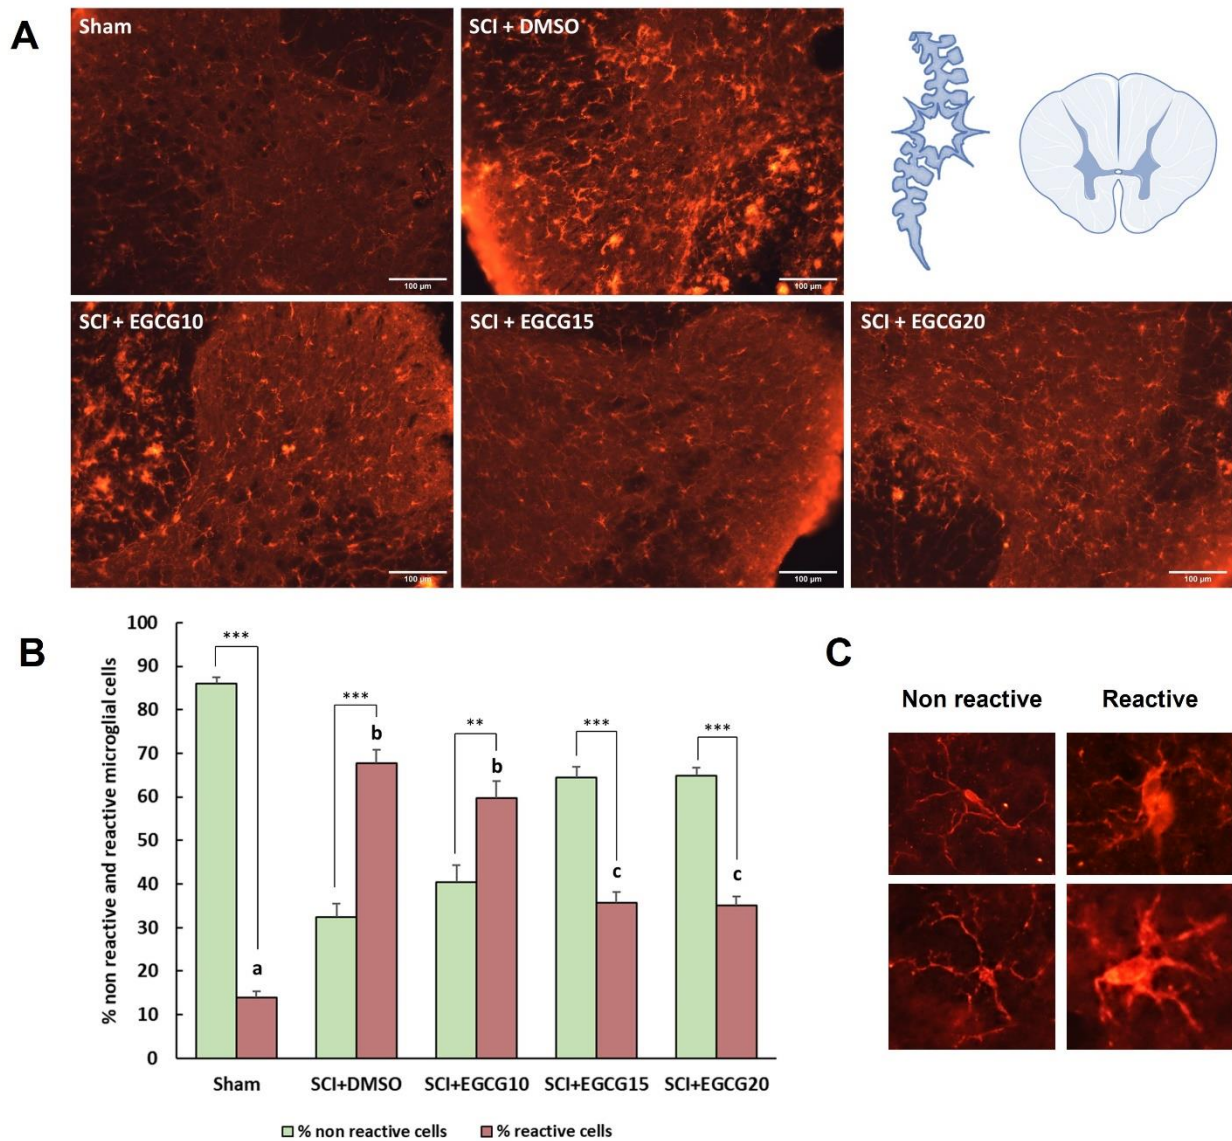 A
Sham
SCI + DMSO
100 µm
100 µm
SCI + EGCG10
SCI + EGCG15
SCI + EGCG20
100 µm
100 µm
100 µm
B
% non reactive and reactive microglial cells
100
90
80
70
60
50
40
30
20
10
0
***
***
**
***
***
a
b
b
c
c
Sham
SCI+DMSO
SCI+EGCG10
SCI+EGCG15
SCI+EGCG20
% non reactive cells
% reactive cells
C
Non reactive
Reactive